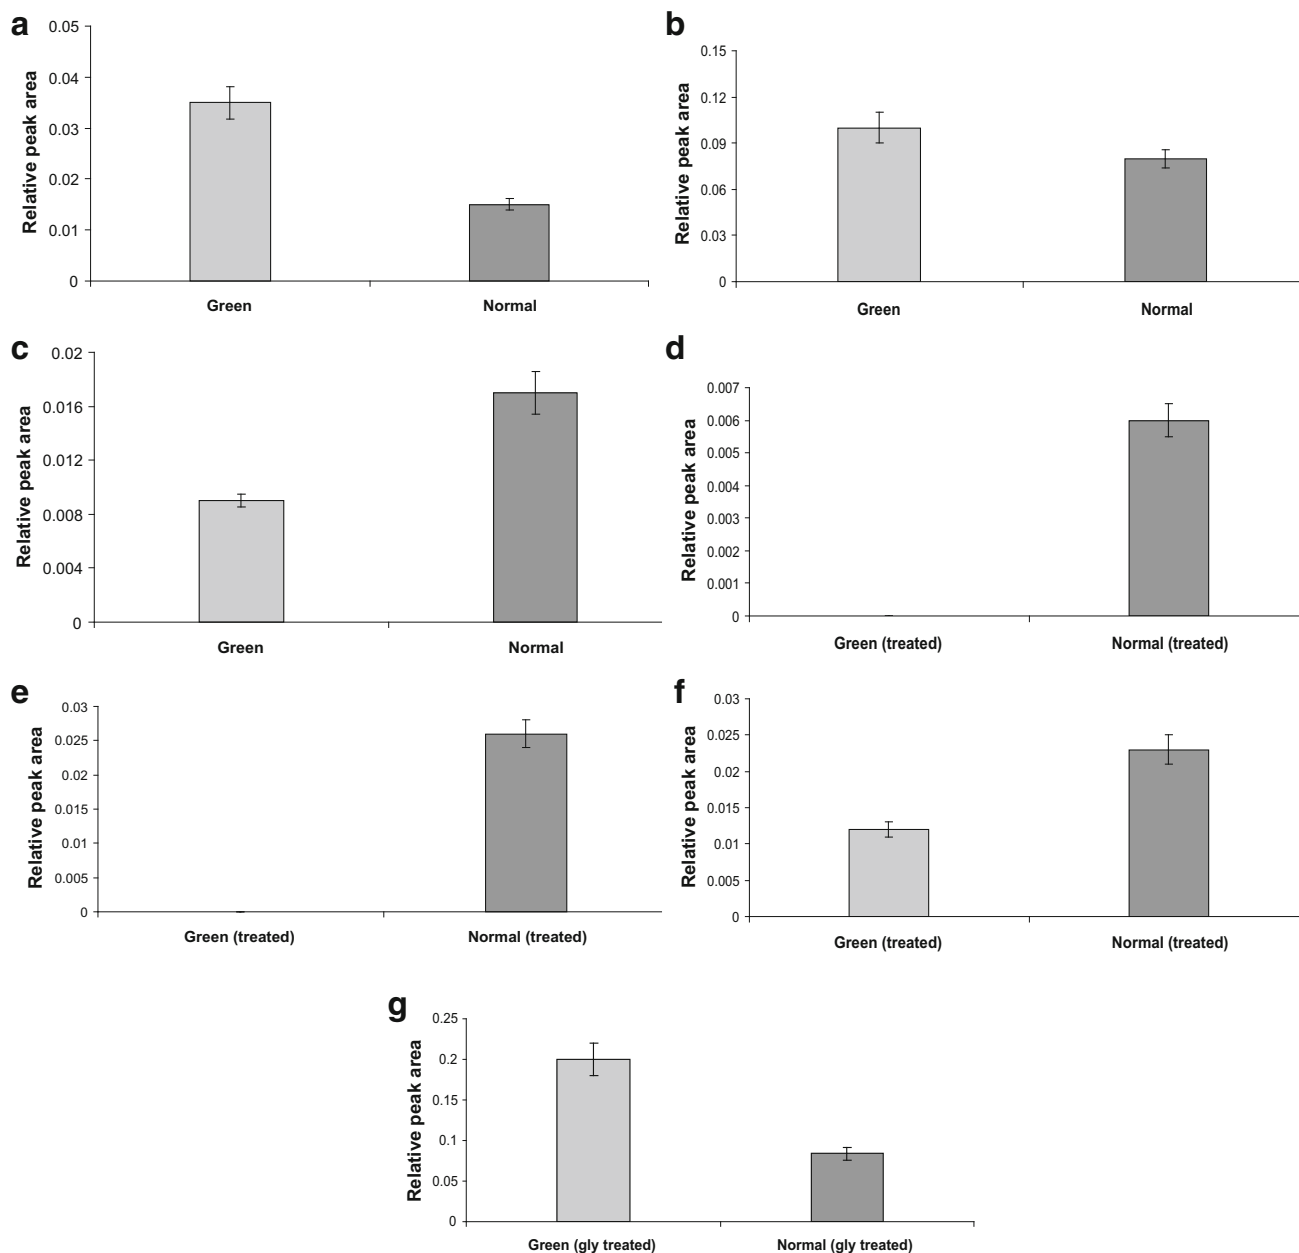 a
Relative peak area
0.05
0.04
0.03
0.02
0.01
0
Green Normal
b
Relative peak area
0.15
0.12
0.09
0.06
0.03
0
Green Normal
c
Relative peak area
0.02
0.016
0.012
0.008
0.004
0
Green Normal
d
Relative peak area
0.007
0.006
0.005
0.004
0.003
0.002
0.001
0
Green (treated) Normal (treated)
e
Relative peak area
0.03
0.025
0.02
0.015
0.01
0.005
0
Green (treated) Normal (treated)
f
Relative peak area
0.03
0.025
0.02
0.015
0.01
0.005
0
Green (treated) Normal (treated)
g
Relative peak area
0.25
0.2
0.15
0.1
0.05
0
Green (gly treated) Normal (gly treated)